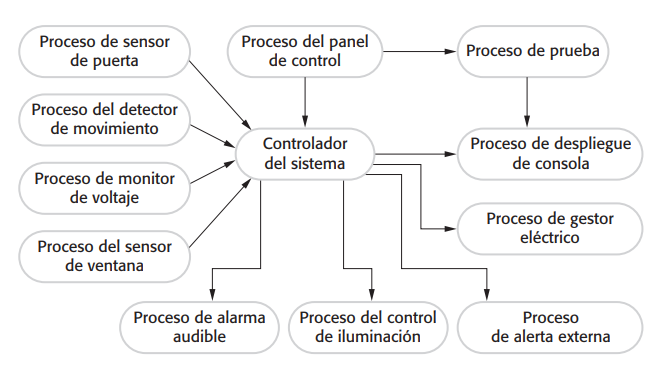 Proceso de sensor
de puerta
Proceso del panel
de control
Proceso de prueba
Proceso del detector
de movimiento
Controlador
del sistema
Proceso de despliegue
de consola
Proceso de monitor
de voltaje
Proceso de gestor
eléctrico
Proceso del sensor
de ventana
Proceso de alarma
audible
Proceso del control
de iluminación
Proceso
de alerta externa